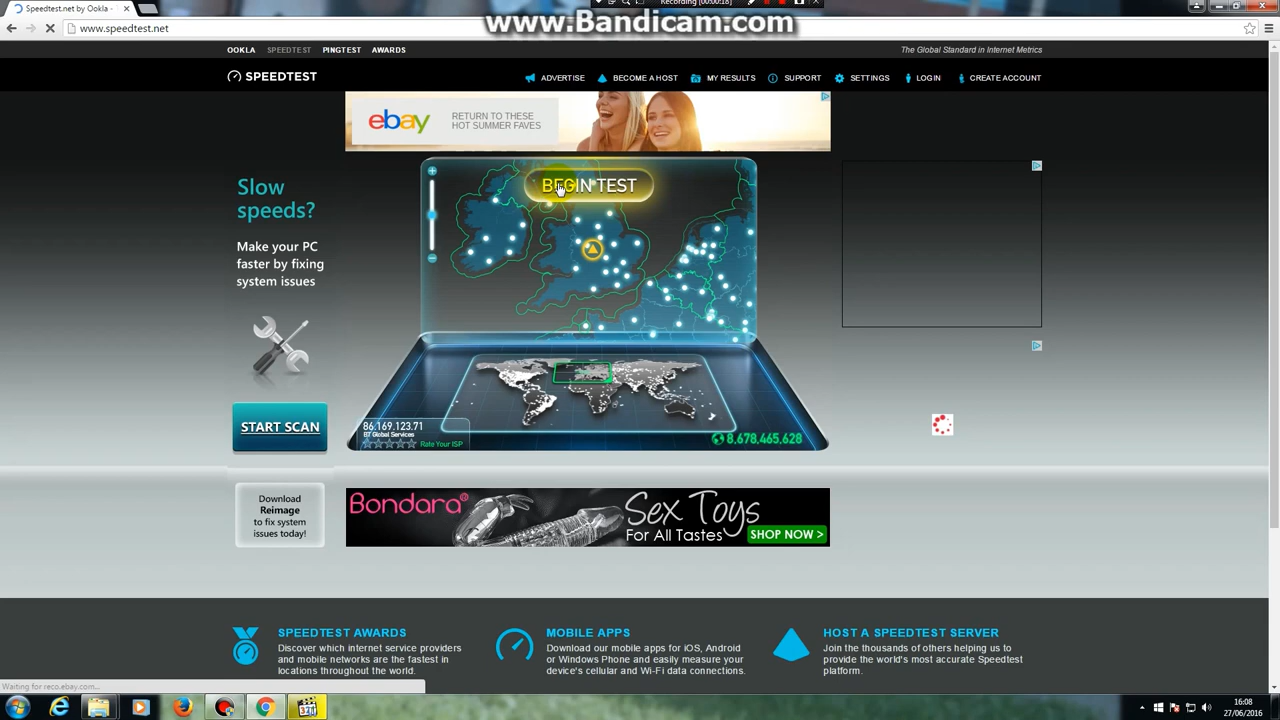 Speedtest.net by Ookla -
Recording [00:00:18]
www.Bandicam.com
www.speedtest.net
OOKLA SPEEDTEST PINGTEST AWARDS
The Global Standard in Internet Metrics
SPEEDTEST
ADVERTISE BECOME A HOST MY RESULTS SUPPORT SETTINGS LOGIN CREATE ACCOUNT
ebay
RETURN TO THESE
HOT SUMMER FAVES
Slow
speeds?
Make your PC
faster by fixing
system issues
START SCAN
Download
Reimage
to fix system
issues today!
BEGIN TEST
86.169.123.71
BT Global Services
Rate Your ISP
8,678,465,628
Bondara®
Sex Toys
For All Tastes
SHOP NOW >
SPEEDTEST AWARDS
Discover which internet service providers
and mobile networks are the fastest in
locations throughout the world.
MOBILE APPS
Download our mobile apps for iOS, Android
or Windows Phone and easily measure your
device's cellular and Wi-Fi data connections.
HOST A SPEEDTEST SERVER
Join the thousands of others helping us to
provide the world's most accurate Speedtest
platform.
Waiting for reco.ebay.com...
321
16:08
27/06/2016